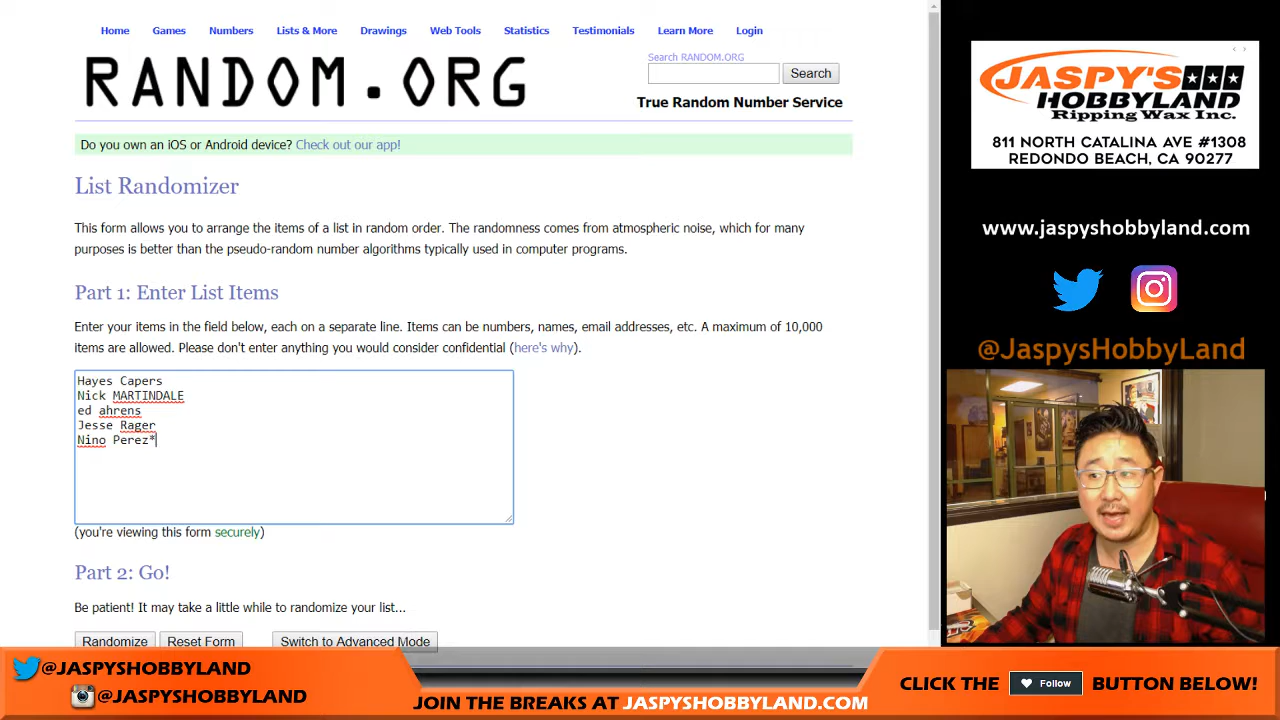 Home Games Numbers Lists & More Drawings Web Tools Statistics Testimonials Learn More Login
RANDOM.ORG
Search RANDOM.ORG
Search
True Random Number Service
Do you own an iOS or Android device? Check out our app!
List Randomizer
This form allows you to arrange the items of a list in random order. The randomness comes from atmospheric noise, which for many
purposes is better than the pseudo-random number algorithms typically used in computer programs.
Part 1: Enter List Items
Enter your items in the field below, each on a separate line. Items can be numbers, names, email addresses, etc. A maximum of 10,000
items are allowed. Please don't enter anything you would consider confidential (here's why).
Hayes Capers
Nick MARTINDALE
ed ahrens
Jesse Rager
Nino Perez*
(you're viewing this form securely)
Part 2: Go!
Be patient! It may take a little while to randomize your list...
Randomize Reset Form Switch to Advanced Mode
JASPY'S
HOBBYLAND
Ripping Wax Inc.
811 NORTH CATALINA AVE #1308
REDONDO BEACH, CA 90277
www.jaspyshobbyland.com
@JaspysHobbyLand
@JASPYSHOBBYLAND
@JASPYSHOBBYLAND
JOIN THE BREAKS AT JASPYSHOBBYLAND.COM
CLICK THE Follow BUTTON BELOW!